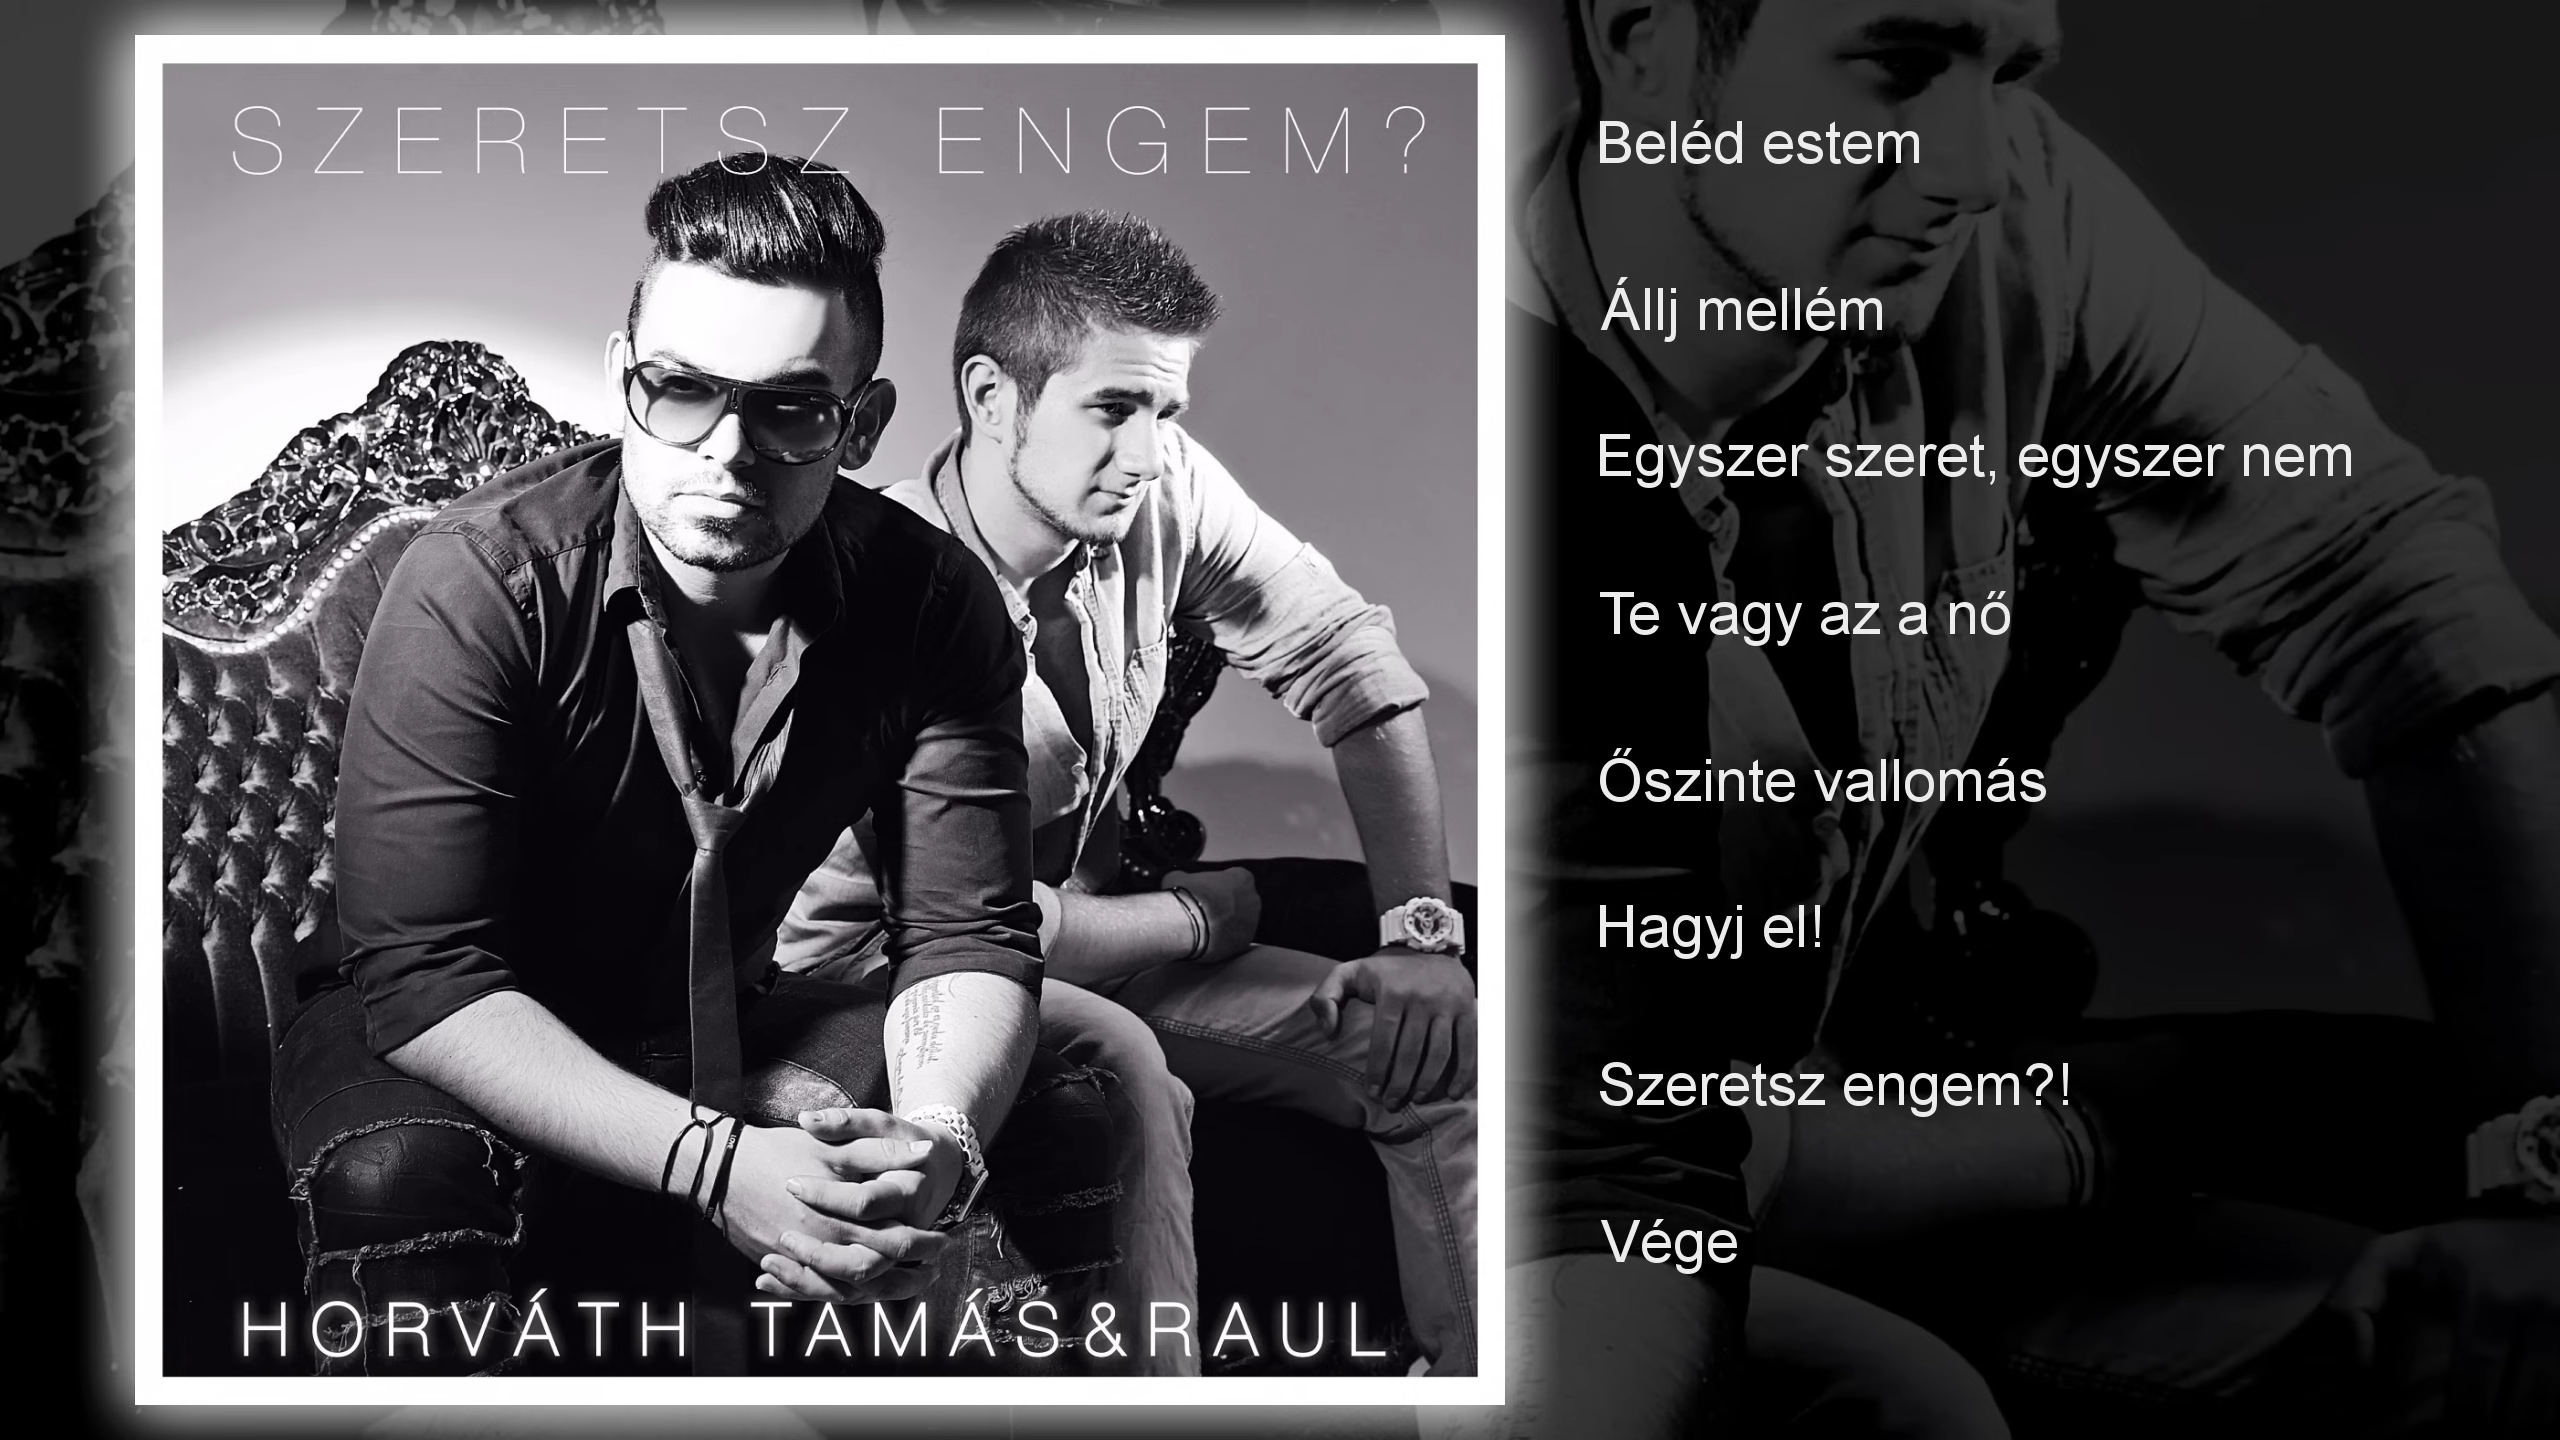 SZERETSZ ENGEM?
HORVÁTH TAMÁS&RAUL
Beléd estem
Állj mellém
Egyszer szeret, egyszer nem
Te vagy az a nő
Őszinte vallomás
Hagyj el!
Szeretsz engem?!
Vége